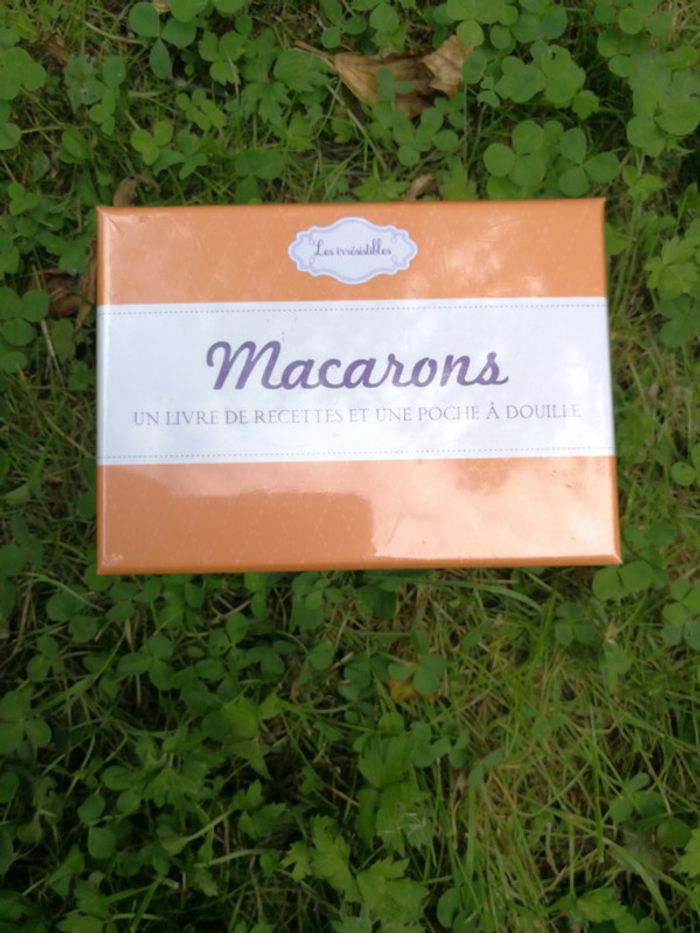 Les irrésistibles
Macarons
UN LIVRE DE RECETTES ET UNE POCHE À DOUILLE